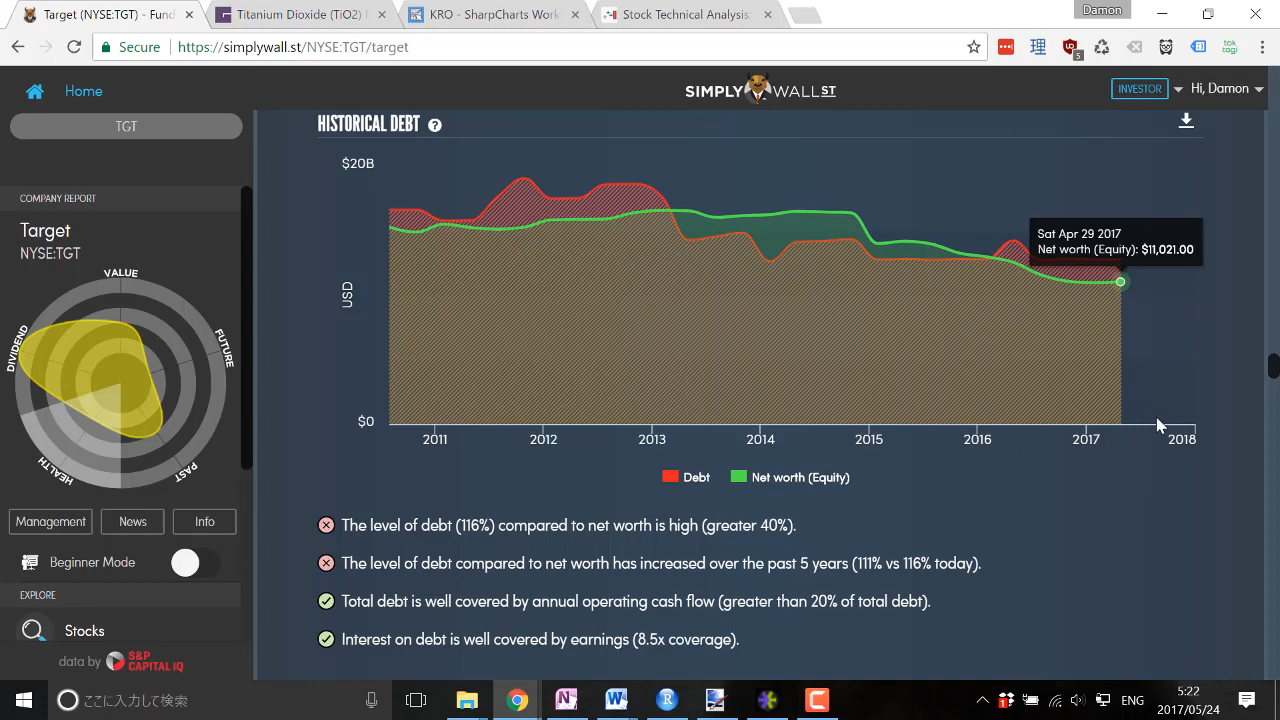 Target (NYSE:TGT) - Fund
Titanium Dioxide (TiO2) M
KRO - SharpCharts Work
Stock Technical Analysis:
Damon
Secure
https://simplywall.st/NYSE:TGT/target
理
5
tok
tagi
Home
SIMPLY WALL ST
INVESTOR
Hi, Damon
TGT
COMPANY REPORT
Target
NYSE:TGT
VALUE
FUTURE
PAST
HEALTH
DIVIDEND
Management
News
Info
Beginner Mode
EXPLORE
Stocks
data by S&P CAPITAL IQ
HISTORICAL DEBT ?
$20B
USD
$0
Sat Apr 29 2017
Net worth (Equity): $11,021.00
2011 2012 2013 2014 2015 2016 2017 2018
Debt Net worth (Equity)
The level of debt (116%) compared to net worth is high (greater 40%).
The level of debt compared to net worth has increased over the past 5 years (111% vs 116% today).
Total debt is well covered by annual operating cash flow (greater than 20% of total debt).
Interest on debt is well covered by earnings (8.5x coverage).
ここに入力して検索
ENG
5:22
2017/05/24